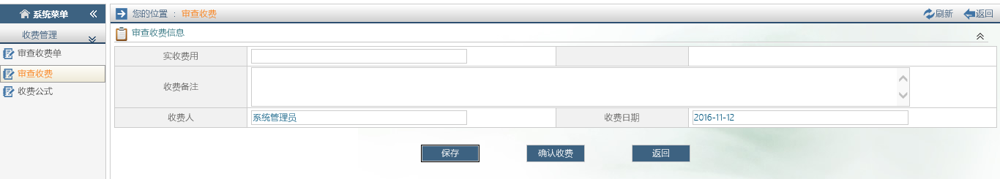 系统菜单
您的位置 : 审查收费
刷新
返回
收费管理
审查收费单
审查收费
收费公式
审查收费信息
实收费用
收费备注
收费人 系统管理员 收费日期 2016-11-12
保存 确认收费 返回